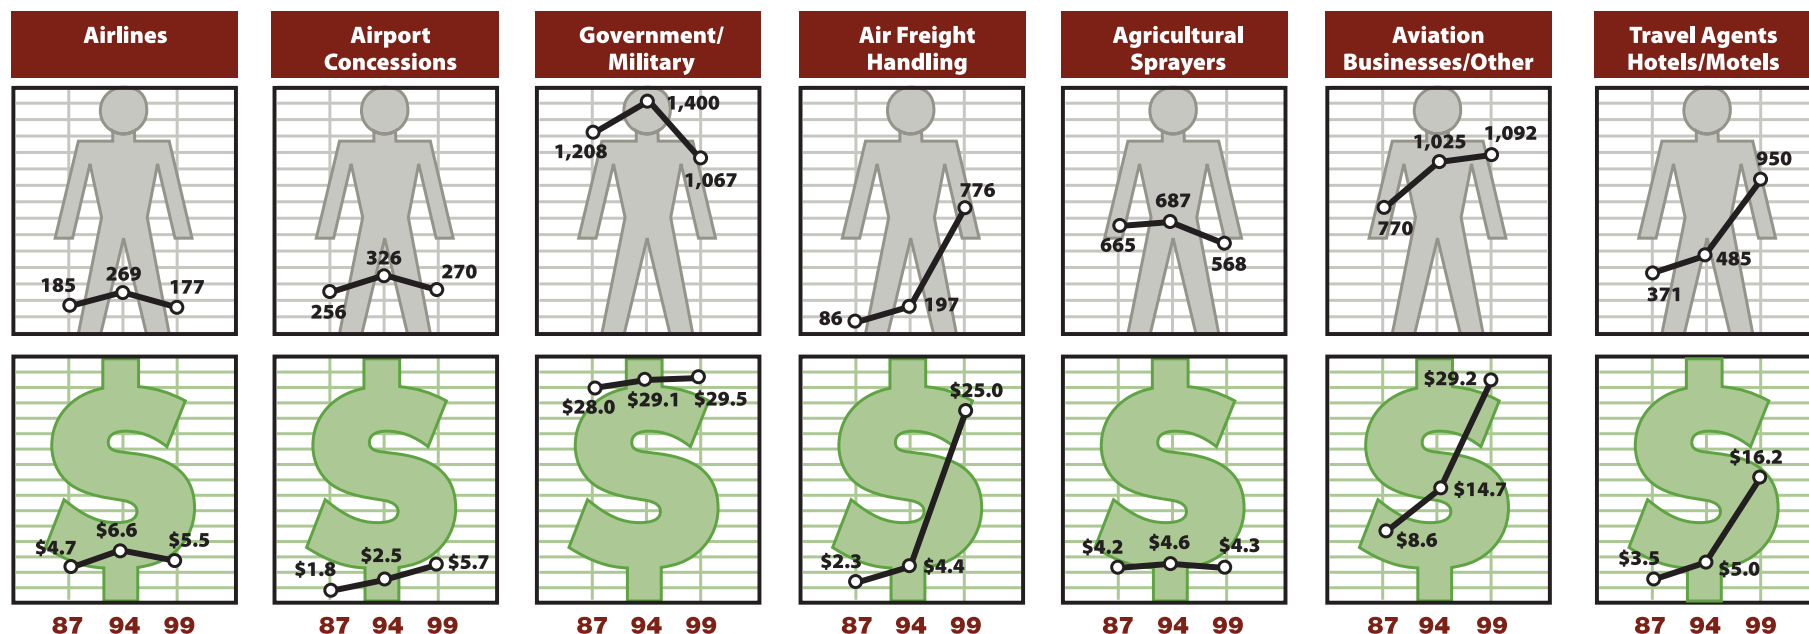 Airlines
Airport
Concessions
Government/
Military
Air Freight
Handling
Agricultural
Sprayers
Aviation
Businesses/Other
Travel Agents
Hotels/Motels
185
269
177
256
326
270
1,208
1,400
1,067
86
197
776
665
687
568
770
1,025
1,092
371
485
950
$4.7
$6.6
$5.5
$1.8
$2.5
$5.7
$28.0
$29.1
$29.5
$2.3
$4.4
$25.0
$4.2
$4.6
$4.3
$8.6
$14.7
$29.2
$3.5
$5.0
$16.2
87 94 99
87 94 99
87 94 99
87 94 99
87 94 99
87 94 99
87 94 99